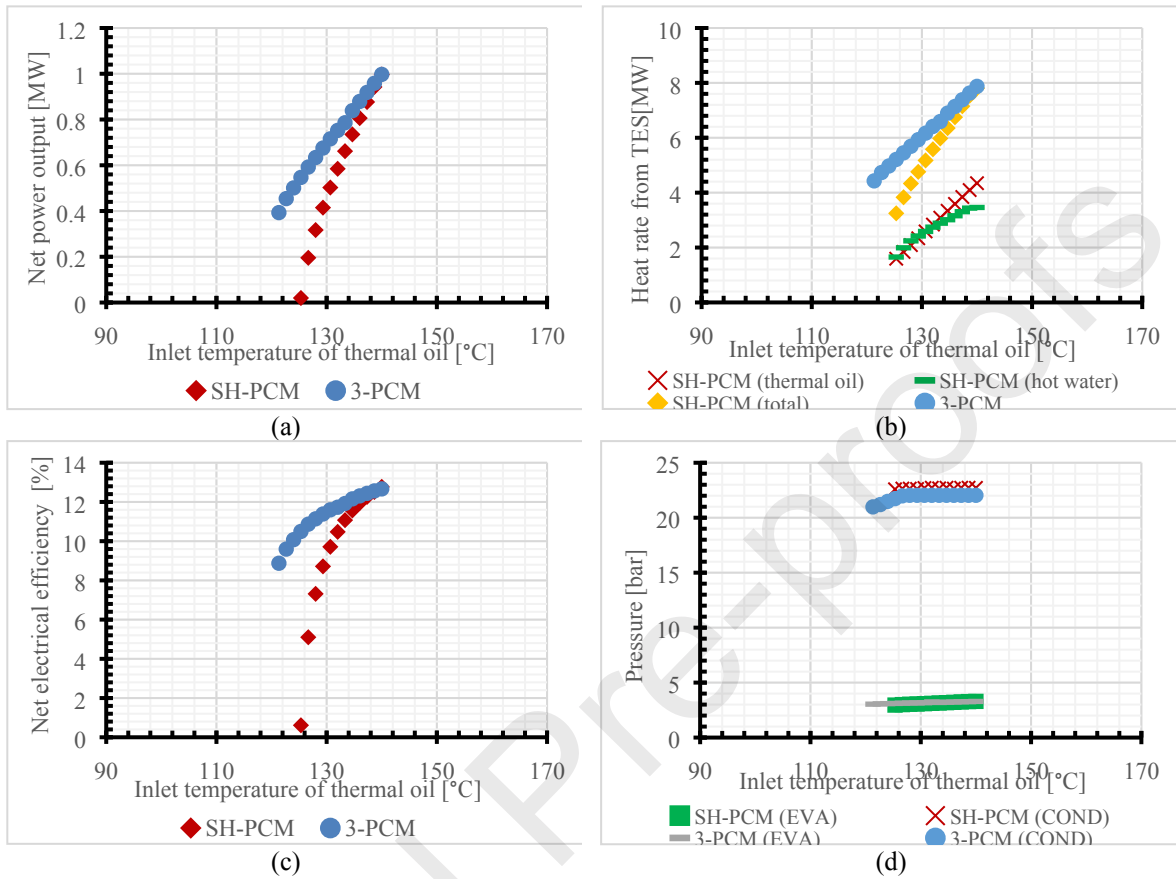 1.2
1
0.8
0.6
0.4
0.2
0
Net power output [MW]
90 110 130 150 170
Inlet temperature of thermal oil [°C]
SH-PCM 3-PCM
(a)
10
8
6
4
2
0
Heat rate from TES[MW]
90 110 130 150 170
Inlet temperature of thermal oil [°C]
SH-PCM (thermal oil) SH-PCM (hot water)
SH-PCM (total) 3-PCM
(b)
14
12
10
8
6
4
2
0
Net electrical efficiency [%]
90 110 130 150 170
Inlet temperature of thermal oil [°C]
SH-PCM 3-PCM
(c)
25
20
15
10
5
0
Pressure [bar]
90 110 130 150 170
Inlet temperature of thermal oil [°C]
SH-PCM (EVA) SH-PCM (COND)
3-PCM (EVA) 3-PCM (COND)
(d)
l Pre-proofs